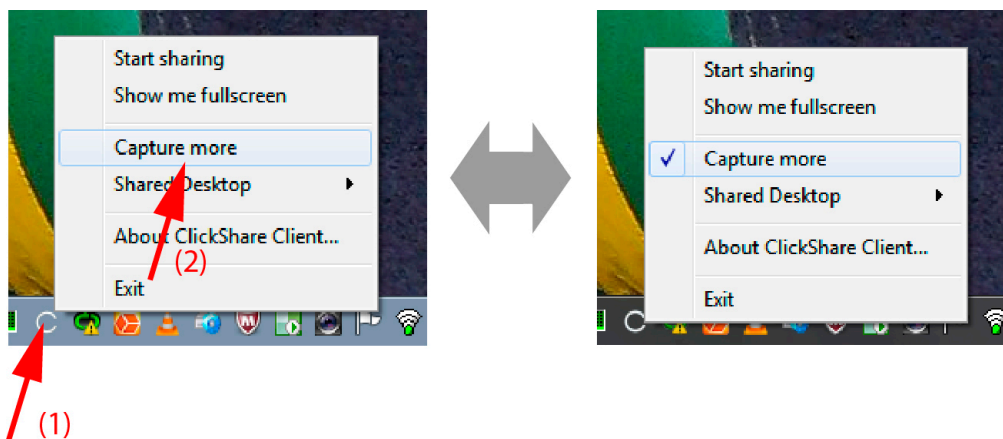 Start sharing
Show me fullscreen
Capture more
Shared Desktop
About ClickShare Client...
(2)
Exit
(1)
Start sharing
Show me fullscreen
Capture more
Shared Desktop
About ClickShare Client...
Exit